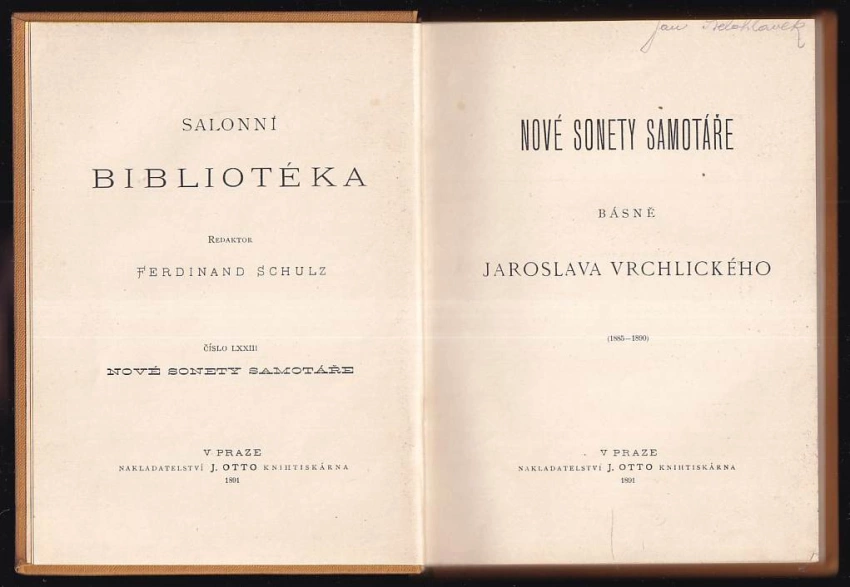 SALONNÍ
BIBLIOTÉKA
REDAKTOR
FERDINAND SCHULZ
ČÍSLO LXXIII
NOVÉ SONETY SAMOTÁŘE
V PRAZE
NAKLADATELSTVÍ J. OTTO KNIHTISKÁRNA
1891
Jan
NOVÉ SONETY SAMOTÁŘE
BÁSNĚ
JAROSLAVA VRCHLICKÉHO
(1885—1890)
V PRAZE
NAKLADATELSTVÍ J. OTTO KNIHTISKÁRNA
1891